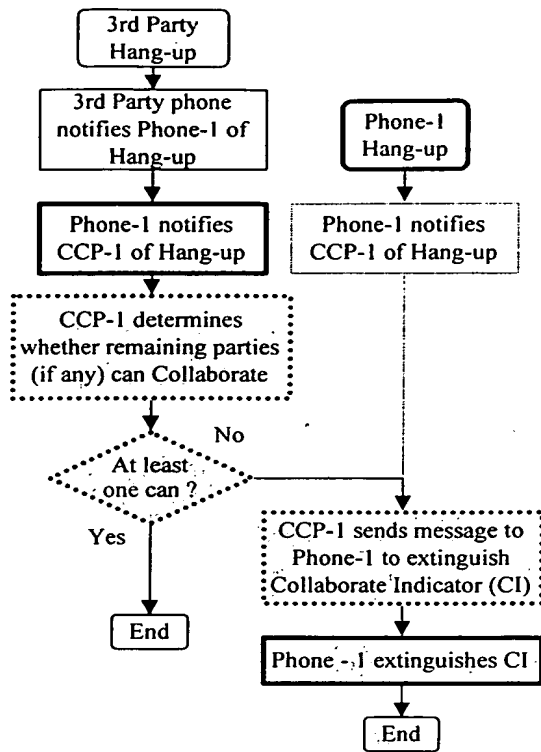 3rd Party
Hang-up
3rd Party phone
notifies Phone-1 of
Hang-up
Phone-1
Hang-up
Phone-1 notifies
CCP-1 of Hang-up
Phone-1 notifies
CCP-1 of Hang-up
CCP-1 determines
whether remaining parties
(if any) can Collaborate
No
At least
one can ?
Yes
CCP-1 sends message to
Phone-1 to extinguish
Collaborate Indicator (CI)
End
Phone - 1 extinguishes CI
End